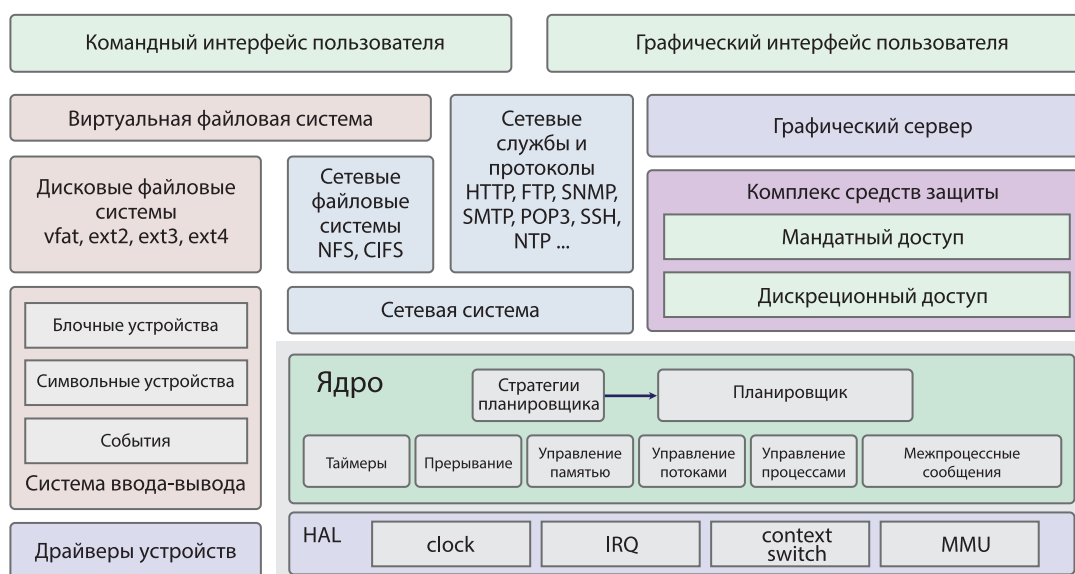 Командный интерфейс пользователя
Графический интерфейс пользователя
Виртуальная файловая система
Сетевые
службы и
протоколы
HTTP, FTP, SNMP,
SMTP, POP3, SSH,
NTP ...
Графический сервер
Дисковые файловые
системы
vfat, ext2, ext3, ext4
Сетевые
файловые
системы
NFS, CIFS
Комплекс средств защиты
Мандатный доступ
Дискреционный доступ
Сетевая система
Блочные устройства
Символьные устройства
События
Система ввода-вывода
Драйверы устройств
Ядро
Стратегии
планировщика
Планировщик
Таймеры
Прерывание
Управление
памятью
Управление
потоками
Управление
процессами
Межпроцессные
сообщения
HAL
clock
IRQ
context
switch
MMU